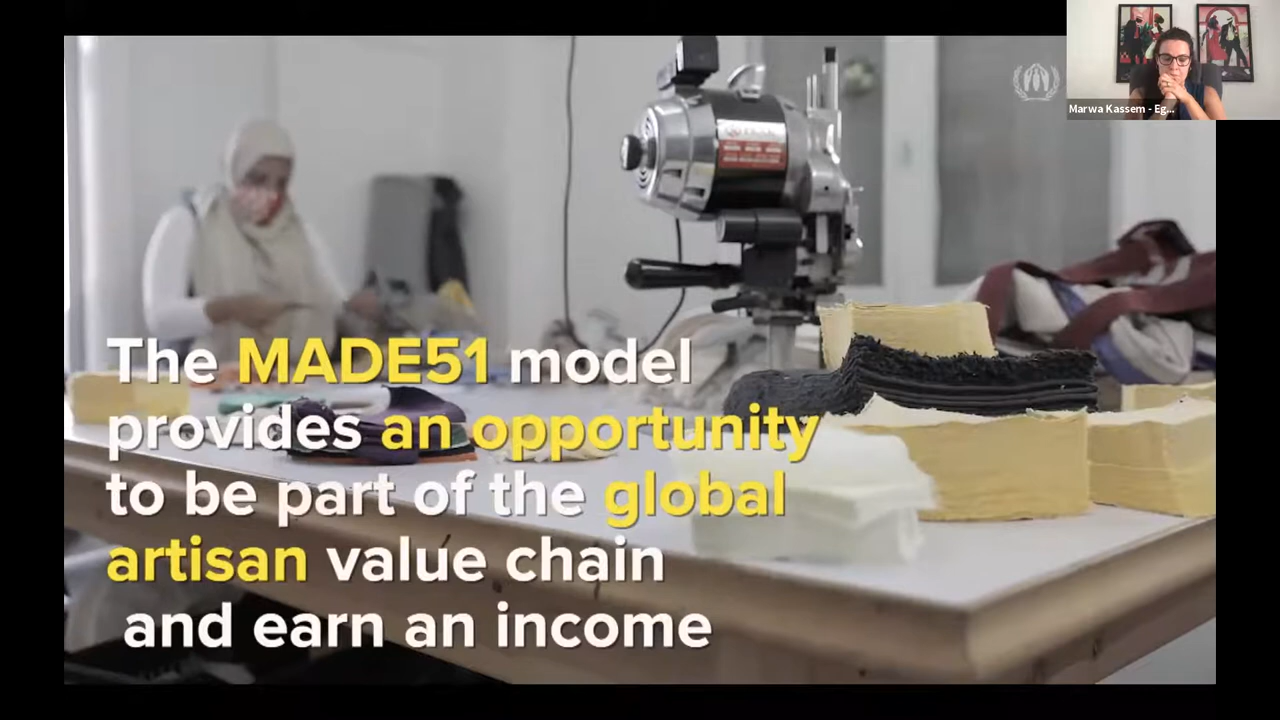 Marwa Kassem - Eg...
The MADE51 model
provides an opportunity
to be part of the global
artisan value chain
and earn an income